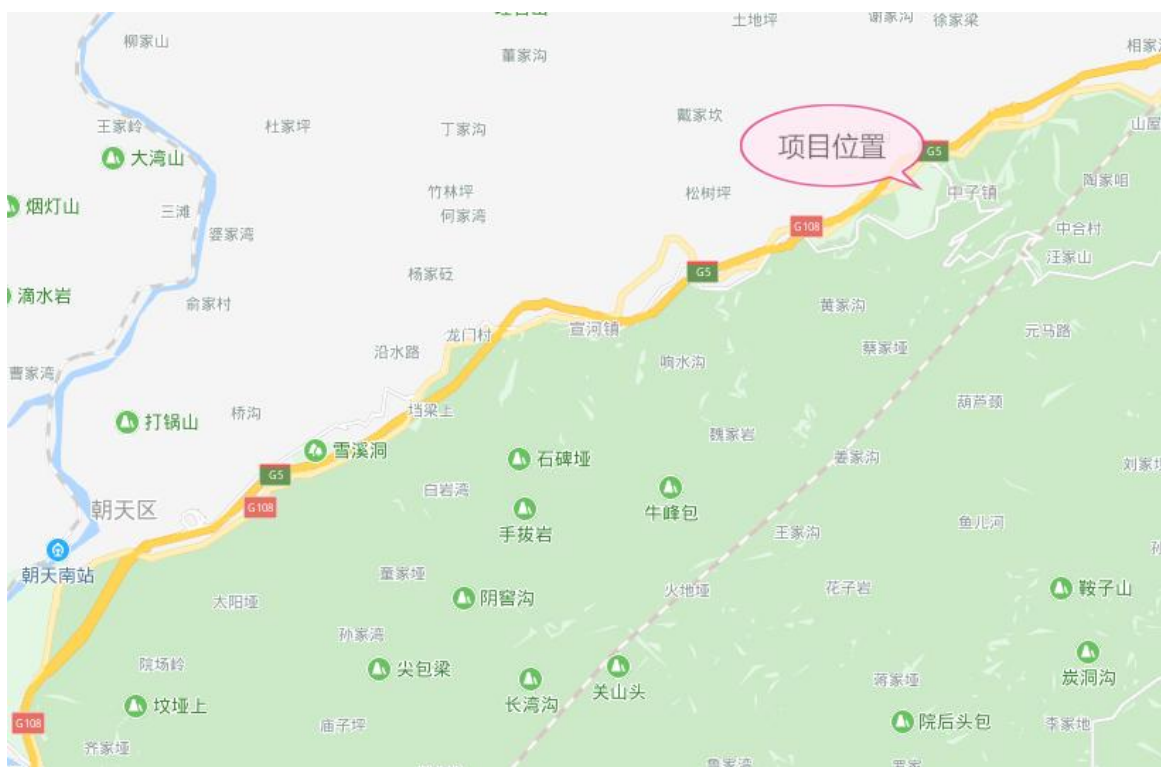 土地坪
谢家沟
徐家梁
柳家山
董家沟
戴家坎
王家岭
杜家坪
丁家沟
项目位置
G5
山屋
大湾山
竹林坪
松树坪
中子镇
陶家咀
烟灯山
三滩
何家湾
婆家湾
G108
中合村
汪家山
杨家砭
G5
滴水岩
俞家村
黄家沟
龙门村
宣河镇
元马路
沿水路
响水沟
蔡家垭
曹家湾
打锅山
桥沟
垱梁上
葫芦颈
魏家岩
雪溪洞
石碑垭
姜家沟
G5
白岩湾
牛峰包
朝天区
G108
手拔岩
王家沟
鱼儿河
朝天南站
童家垭
火地垭
花子岩
鞍子山
太阳垭
阴窖沟
孙家湾
院场岭
尖包梁
关山头
炭洞沟
长湾沟
蒋家垭
坟垭上
G108
庙子坪
院后头包
李家地
齐家垭